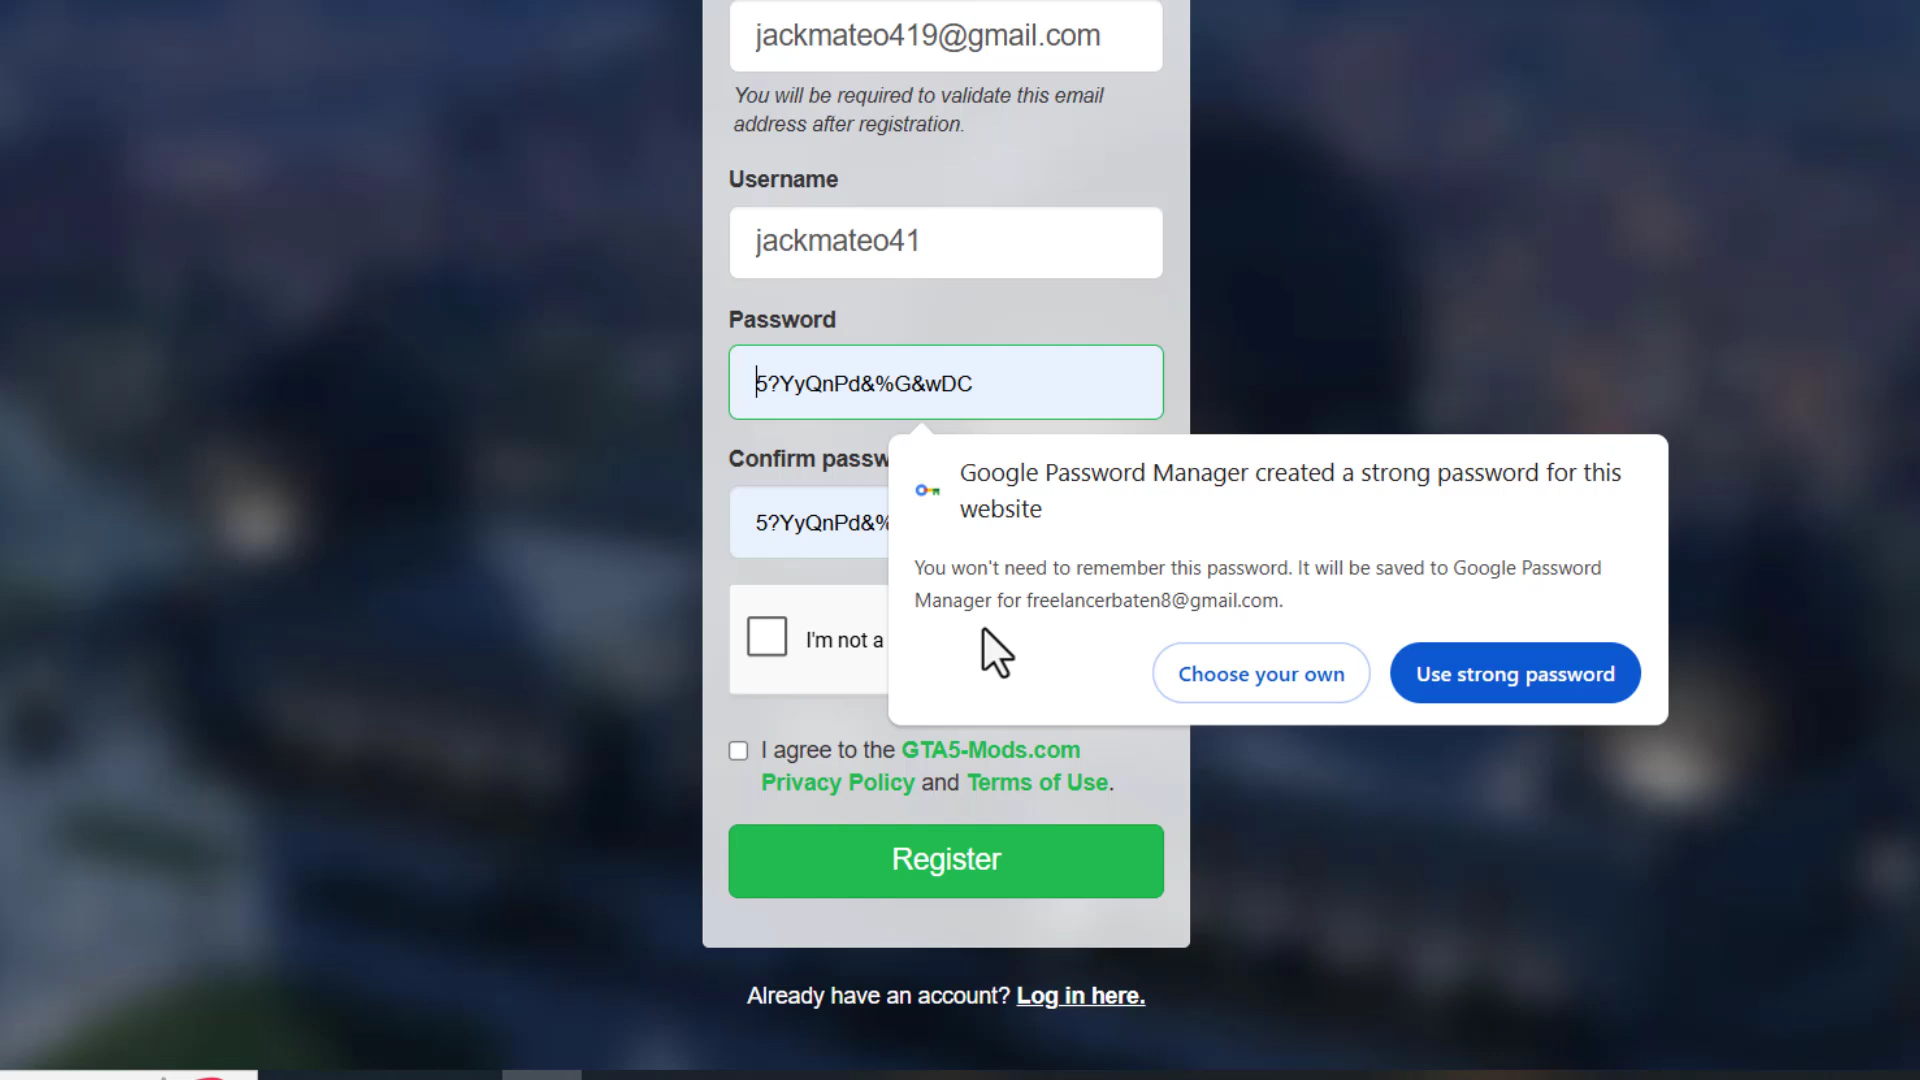 jackmateo419@gmail.com
You will be required to validate this email
address after registration.
Username
jackmateo41
Password
5?YyQnPd&%G&wDC
Confirm passw
5?YyQnPd&%
Google Password Manager created a strong password for this
website
You won't need to remember this password. It will be saved to Google Password
Manager for freelancerbaten8@gmail.com.
I'm not a
Choose your own
Use strong password
I agree to the GTA5-Mods.com
Privacy Policy and Terms of Use.
Register
Already have an account? Log in here.